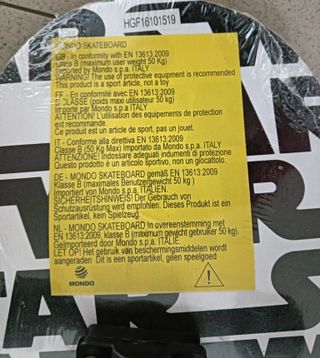 HGF16101519
MONDO SKATEBOARD
GB - In conformity with EN 13613:2009
Class B (maximum user weight 50 Kg)
Imported by Mondo s.p.a. ITALY
WARNING! The use of protective equipment is recommended
This product is a sport article, not a toy
FF - En conformité avec EN 13613:2009
D CLASSE (poids maxi utilisateur 50 kg)
Importé par Mondo s.p.a. ITALY
ATTENTION! L'utilisation des equipements de protection
est recommandée.
Ce produit est un article de sport, pas un jouet.
IT - Conforme alla direttiva EN 13613:2009
Classe B (50 Kg Max) importato da Mondo s.p.a. ITALY
ATTENZIONE! Indossare adeguati indumenti di protezione
Questo prodotto è un articolo sportivo, non un giocattolo.
DE - MONDO SKATEBOARD gemäß EN 13613:2009
Klasse B (maximales Benutzergewicht 50 kg)
importiert von Mondo s.p.a. ITALIEN
SICHERHEITSHINWEIS! Der Gebrauch von
Schutzausrüstung wird empfohlen. Dieses Produkt ist ein
Sportartikel, kein Spielzeug.
NL - MONDO SKATEBOARD In overeenstemming met
EN 13613:2009, klasse B (maximum gewicht gebruiker 50 kg).
Geïmporteerd door Mondo s.p.a. ITALIE.
LET OP! Het gebruik van beschermingsmiddelen wordt
aangeraden. Dit is een sportartikel, geen speelgoed
MONDO